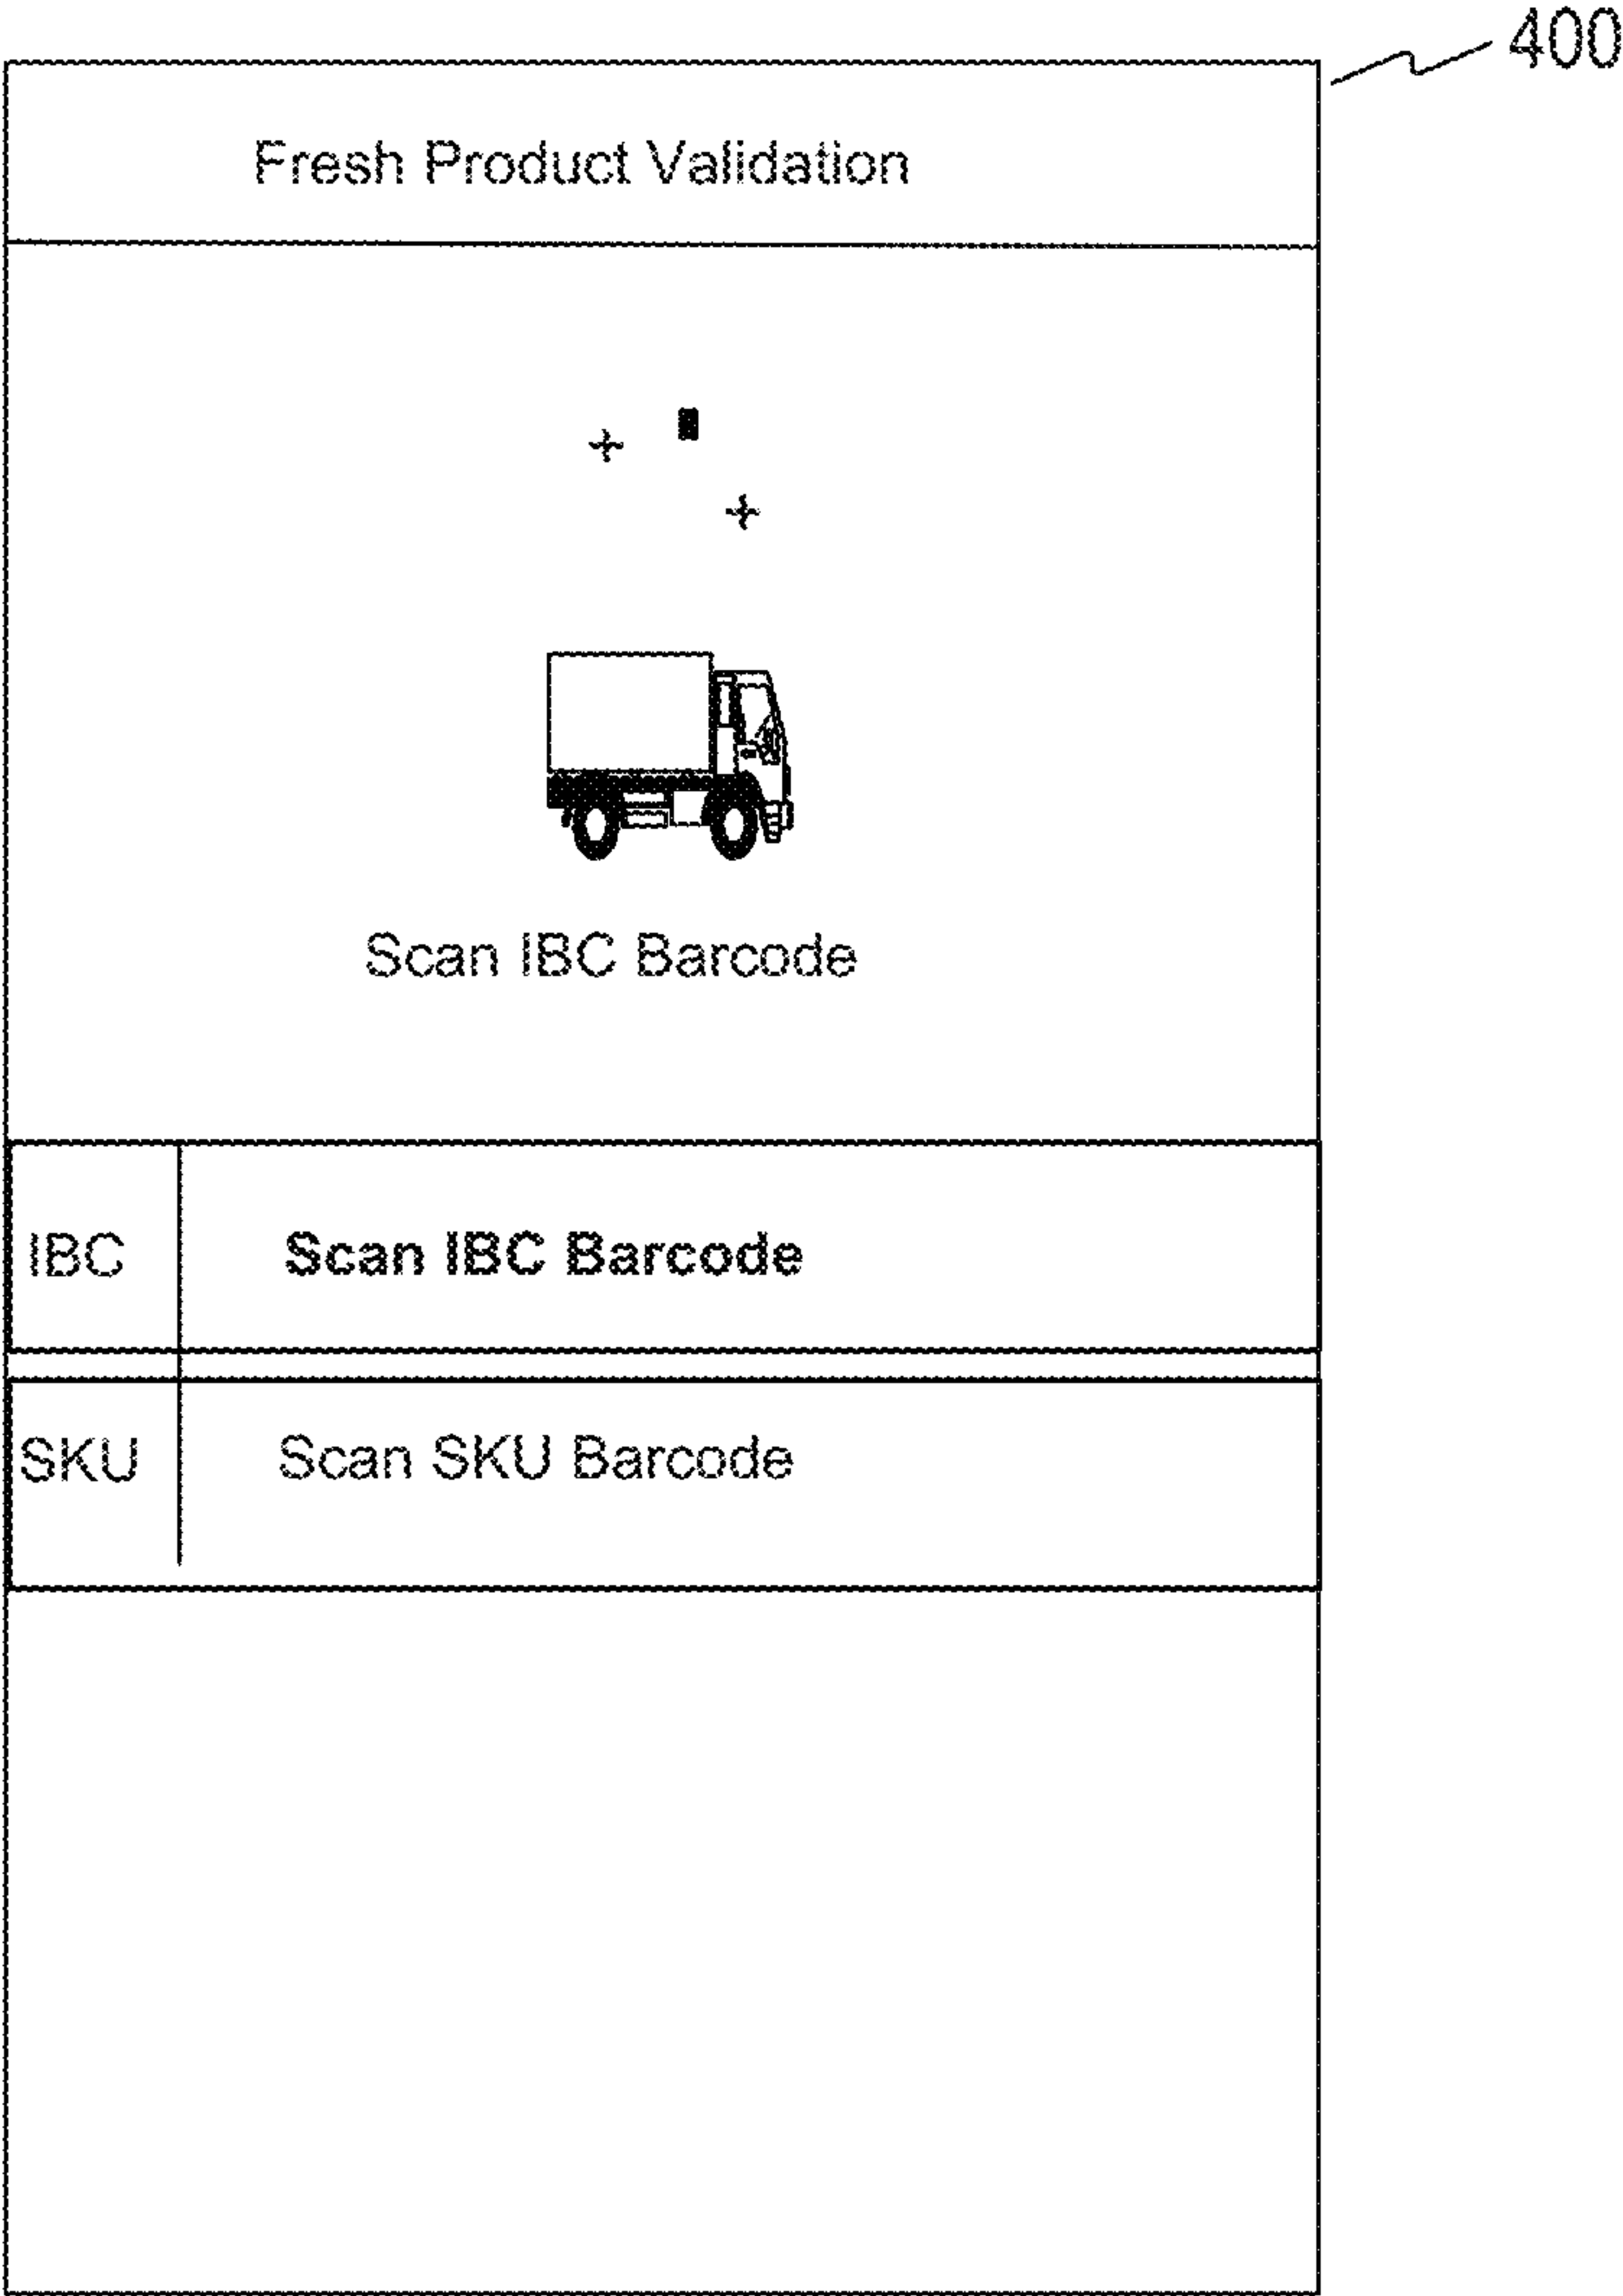 400
Fresh Product Validation
Scan IBC Barcode
IBC Scan IBC Barcode
SKU Scan SKU Barcode